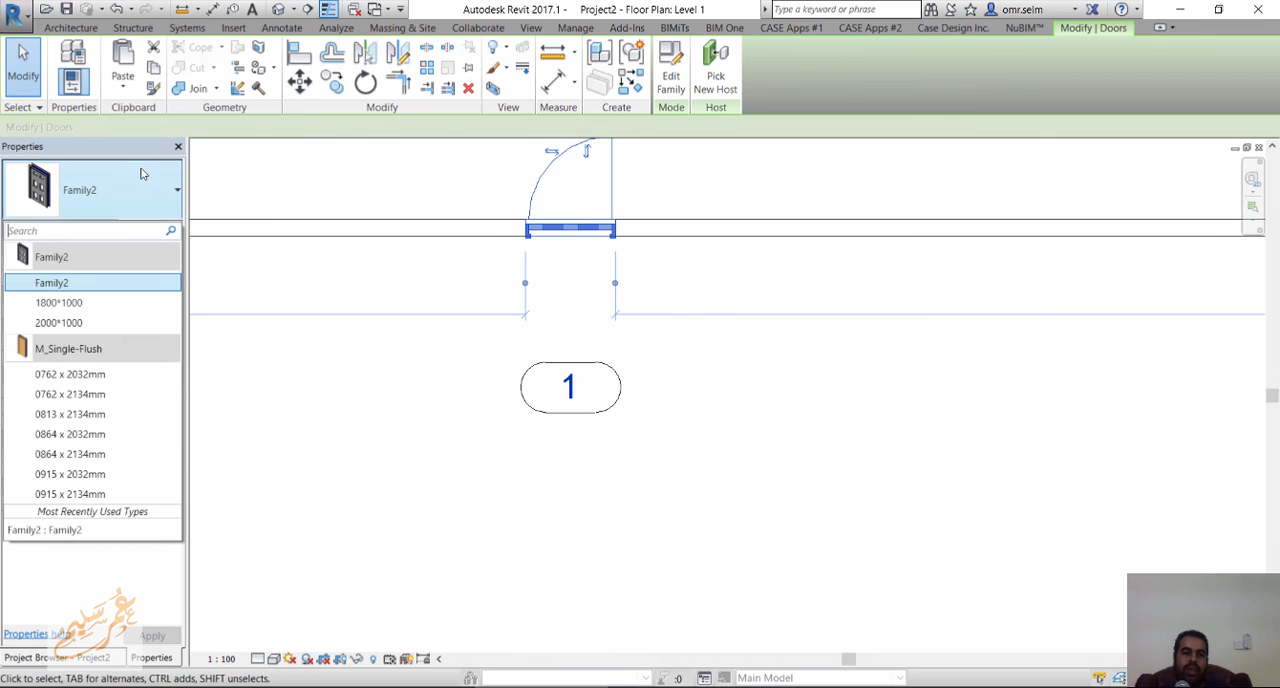 Autodesk Revit 2017.1 - Project2 - Floor Plan: Level 1
Type a keyword or phrase
omr.selm
Architecture Structure Systems Insert Annotate Analyze Massing & Site Collaborate View Manage Add-Ins BIMiTs BIM One CASE Apps #1 CASE Apps #2 Case Design Inc. NuBIM™ Modify | Doors
Modify
Paste
Cope
Cut
Join
Edit
Family
Pick
New Host
Select Properties Clipboard Geometry Modify View Measure Create Mode Host
Modify | Doors
Properties
Family2
Search
Family2
Family2
1800*1000
2000*1000
M_Single-Flush
0762 x 2032mm
0762 x 2134mm
0813 x 2134mm
0864 x 2032mm
0864 x 2134mm
0915 x 2032mm
0915 x 2134mm
Most Recently Used Types
Family2 : Family2
1
عمر سليم
Properties help
Apply
Project Browser - Project2
Properties
1 : 100
Click to select, TAB for alternates, CTRL adds, SHIFT unselects.
:0
Main Model